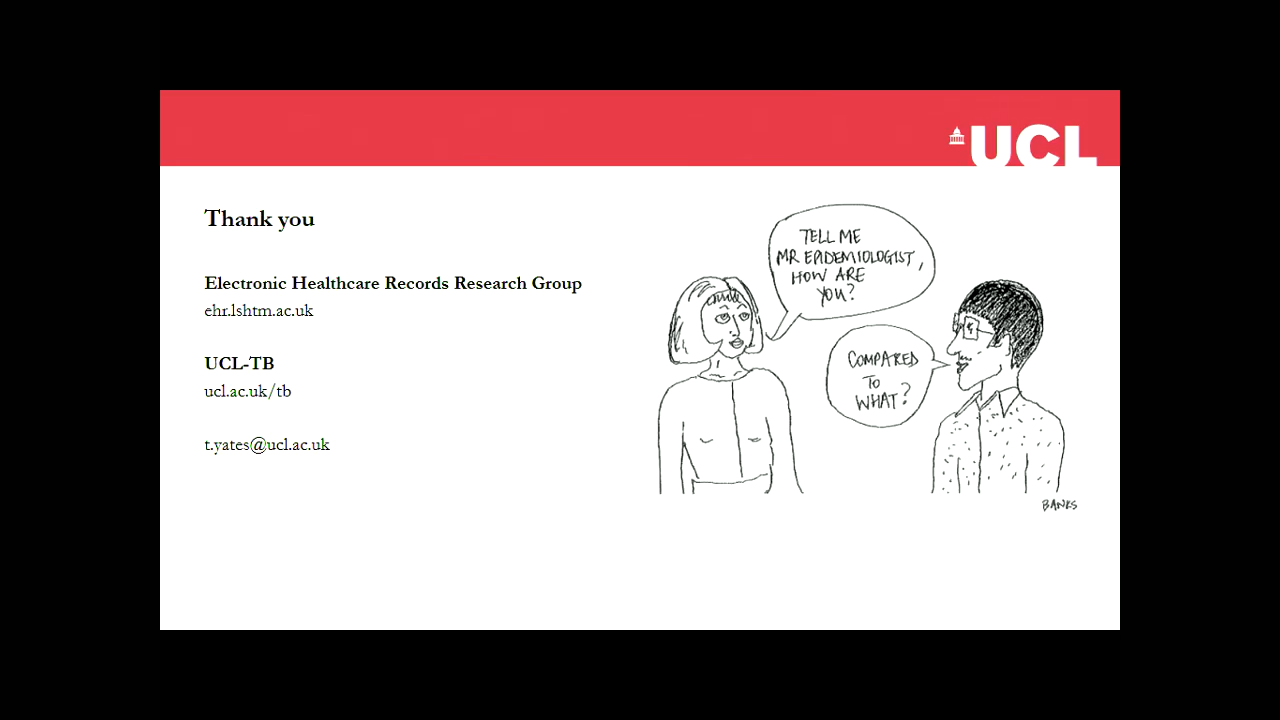 UCL
Thank you
Electronic Healthcare Records Research Group
ehr.lshtm.ac.uk
UCL-TB
ucl.ac.uk/tb
t.yates@ucl.ac.uk
TELL ME
MR EPIDEMIOLOGIST,
HOW ARE
YOU?
COMPARED
TO
WHAT?
BANKS